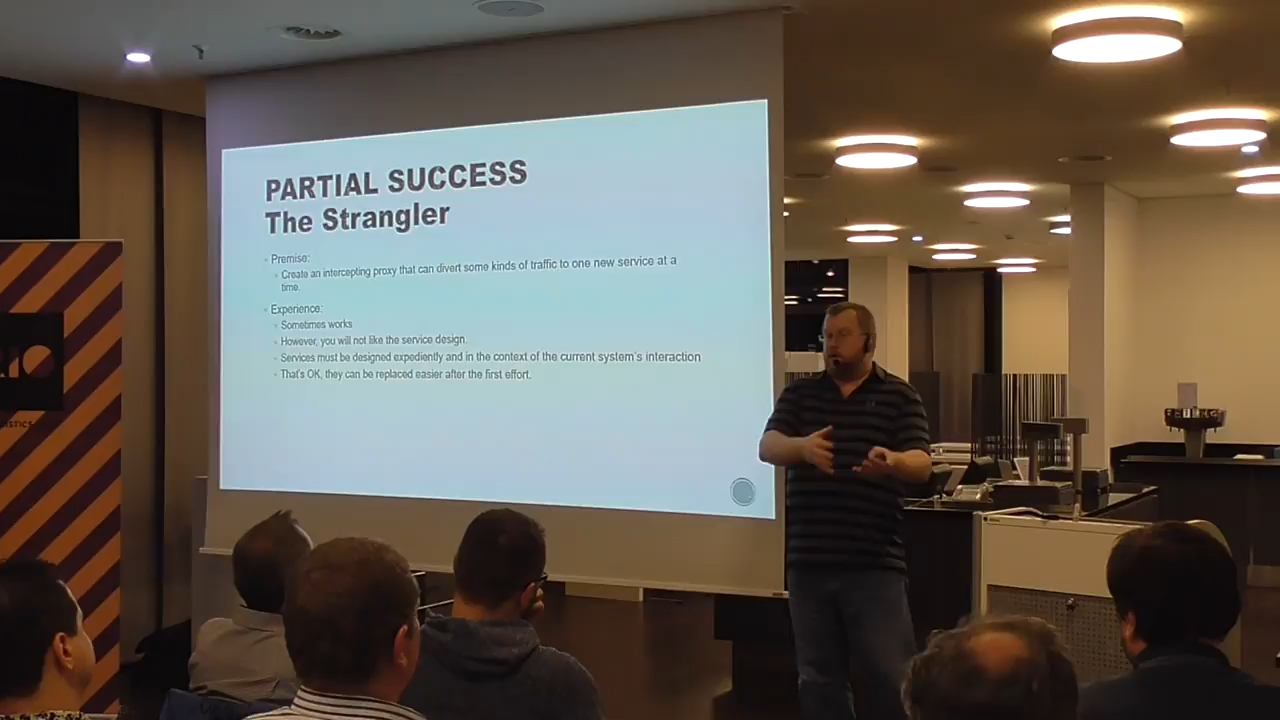 PARTIAL SUCCESS
The Strangler
Premise:
Create an intercepting proxy that can divert some kinds of traffic to one new service at a
time.
Experience:
Sometimes works
However, you will not like the service design.
Services must be designed expediently and in the context of the current system's interaction
That's OK, they can be replaced easier after the first effort.